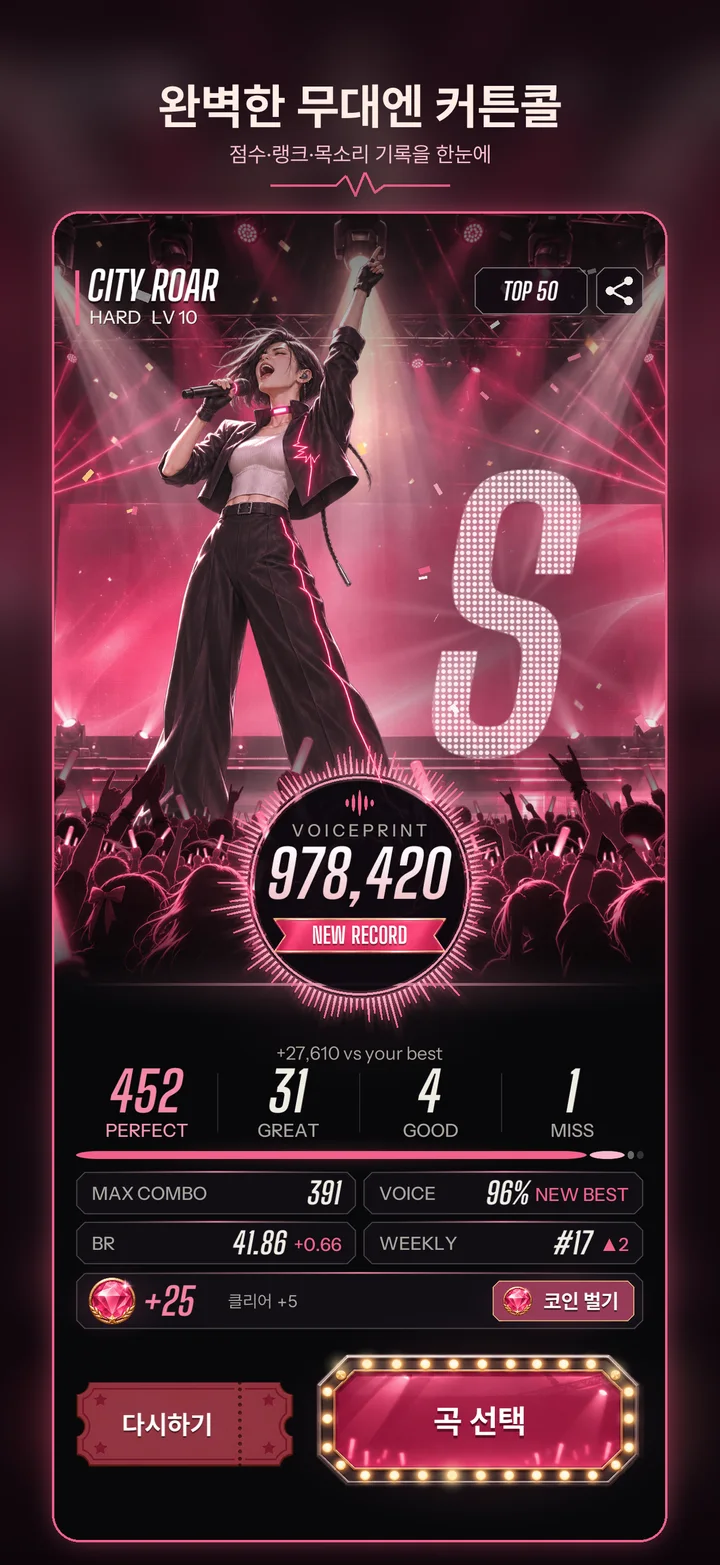 완벽한 무대엔 커튼콜
점수·랭크·목소리 기록을 한눈에
CITY ROAR
HARD LV 10
TOP 50
S
VOICEPRINT
978,420
NEW RECORD
+27,610 vs your best
452 31 4 1
PERFECT GREAT GOOD MISS
MAX COMBO 391
VOICE 96% NEW BEST
BR 41.86 +0.66
WEEKLY #17 ▲2
+25 클리어 +5
코인 벌기
다시하기
곡 선택